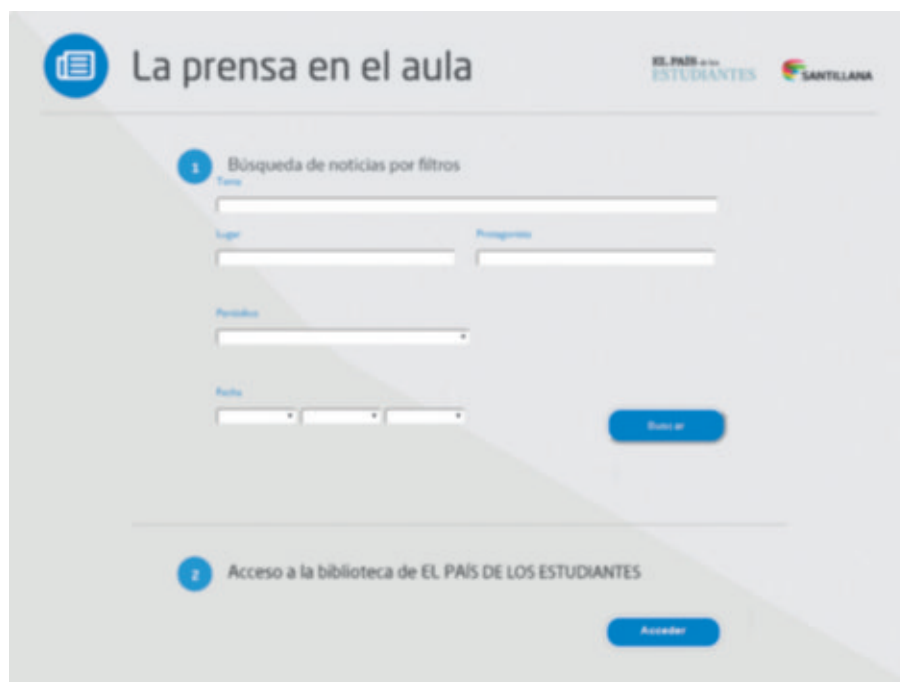 La prensa en el aula
EL PAÍS de los
ESTUDIANTES
SANTILLANA
1 Búsqueda de noticias por filtros
Tema
Lugar Protagonista
Periódico
Fecha
Buscar
2 Acceso a la biblioteca de EL PAÍS DE LOS ESTUDIANTES
Acceder